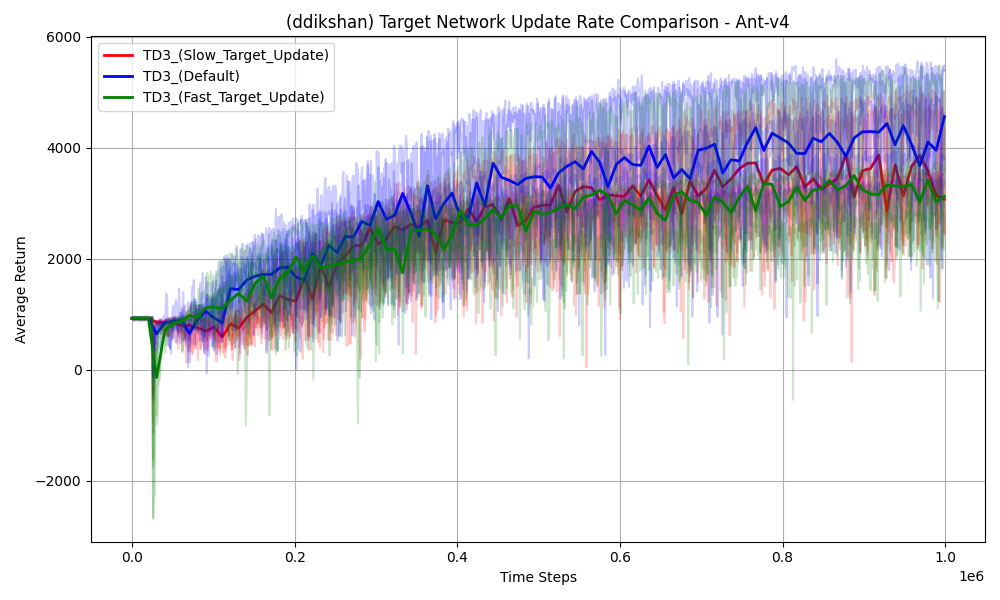 (ddikshan) Target Network Update Rate Comparison - Ant-v4
TD3_(Slow_Target_Update)
TD3_(Default)
TD3_(Fast_Target_Update)
Average Return
6000
4000
2000
0
−2000
0.0
0.2
0.4
0.6
0.8
1.0
1e6
Time Steps